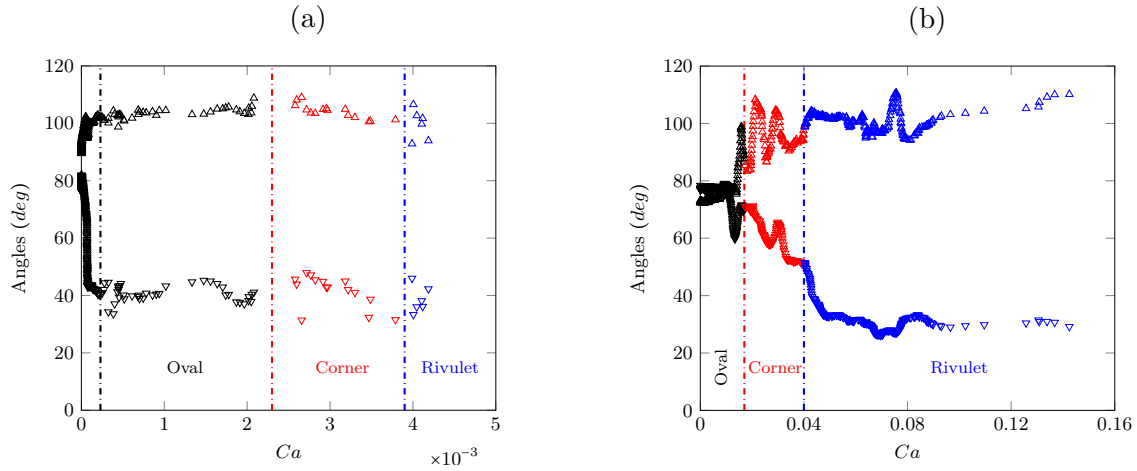 (a)
120
100
80
60
40
20
0
Angles (deg)
Oval
Corner
Rivulet
0 1 2 3 4 5
Ca
×10−3
(b)
120
100
80
60
40
20
0
Angles (deg)
Oval
Corner
Rivulet
0.00 0.04 0.08 0.12 0.16
Ca